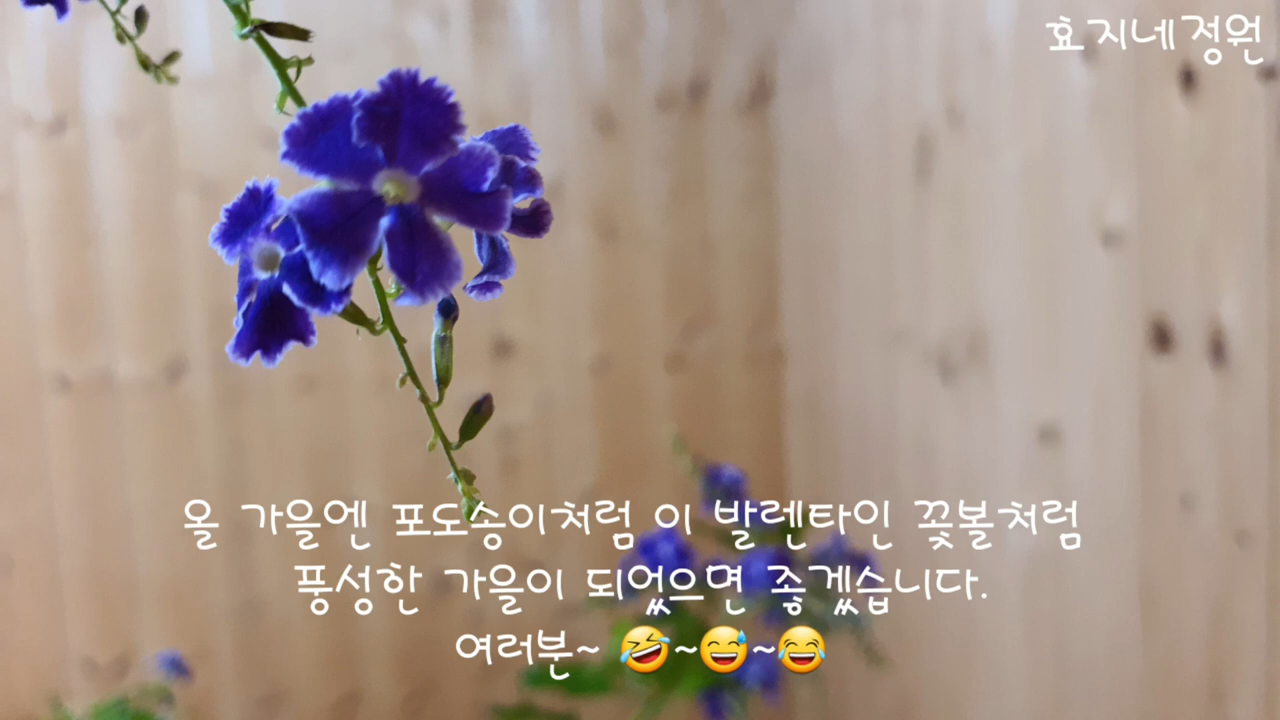 효지네정원
올 가을엔 포도송이처럼 이 발렌타인 꽃볼처럼
풍성한 가을이 되었으면 좋겠습니다.
여러분~ 🤣~😅~😂